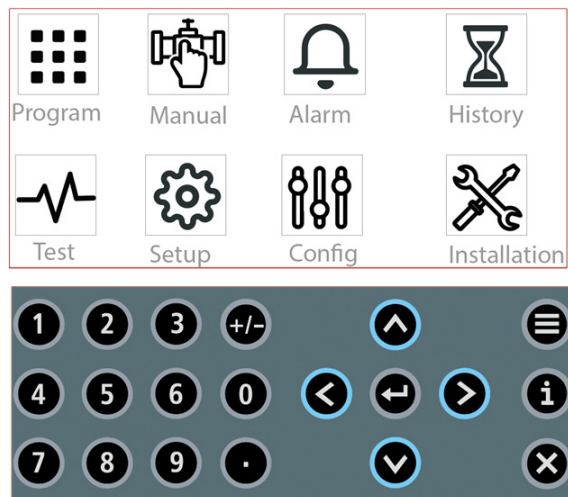 Program Manual Alarm History
Test Setup Config Installation
1 2 3 +/-
4 5 6 0 i
7 8 9 .